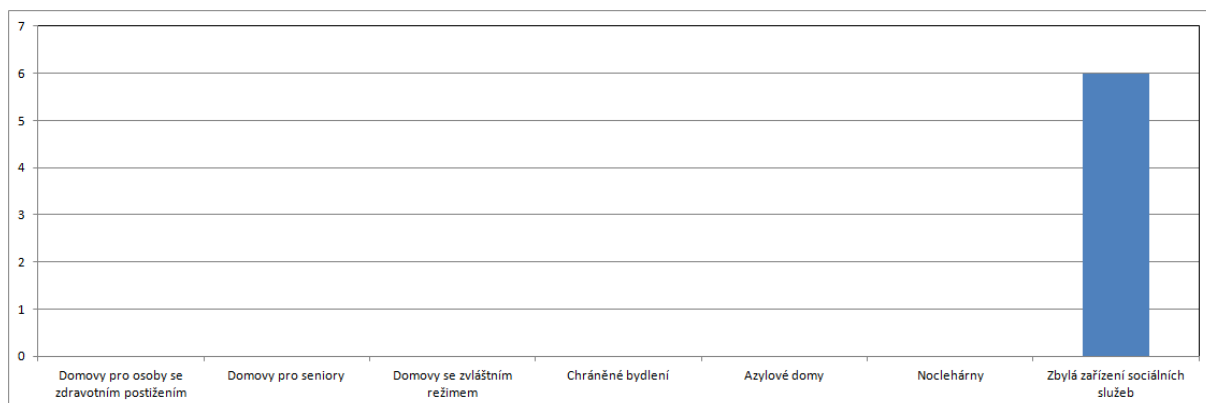 7
6
5
4
3
2
1
0
Domovy pro osoby se
zdravotním postižením
Domovy pro seniory
Domovy se zvláštním
režimem
Chráněné bydlení
Azylové domy
Noclehárny
Zbylá zařízení sociálních
služeb